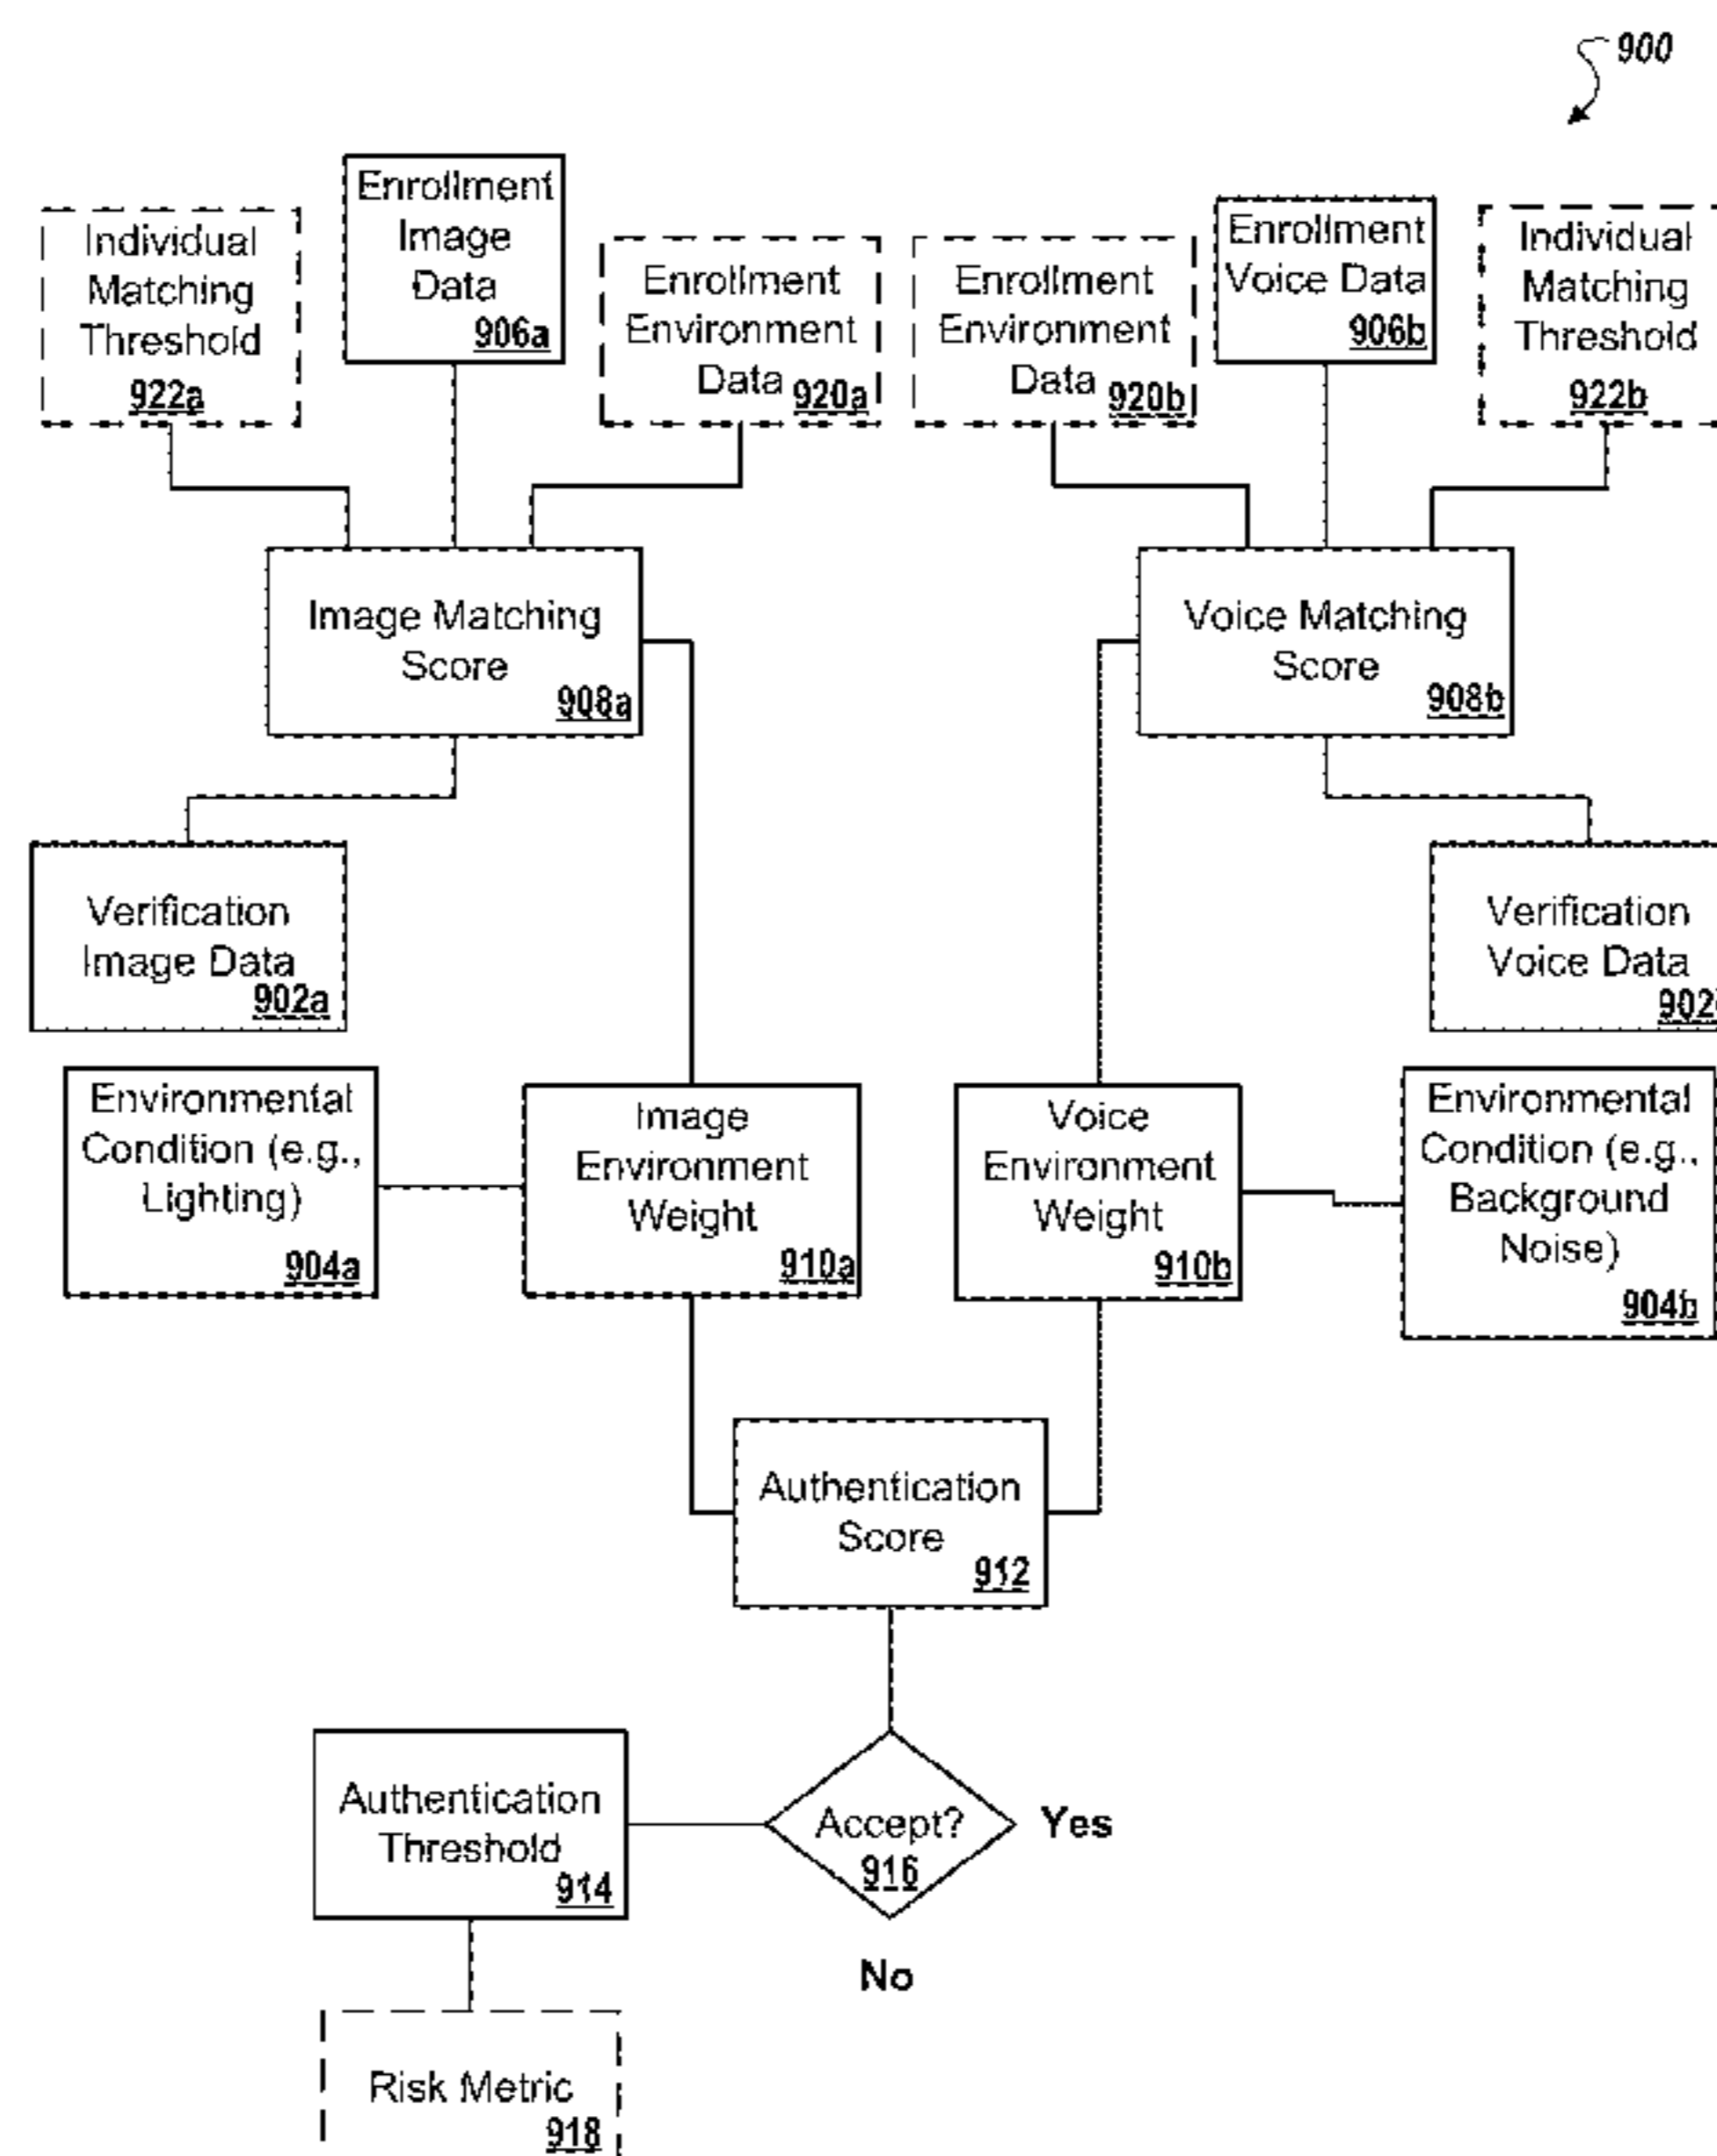 900
Individual
Matching
Threshold
922a
Enrollment
Image
Data
906a
Enrollment
Environment
Data 920a
Enrollment
Environment
Data 920b
Enrollment
Voice Data
906b
Individual
Matching
Threshold
922b
Image Matching
Score
908a
Voice Matching
Score
908b
Verification
Image Data
902a
Verification
Voice Data
Environmental
Condition (e.g.,
Lighting)
904a
Image
Environment
Weight
910a
Voice
Environment
Weight
910b
Environmental
Condition (e.g.,
Background
Noise)
904b
Authentication
Score
912
Authentication
Threshold
914
Accept?
916
Yes
No
Risk Metric
918